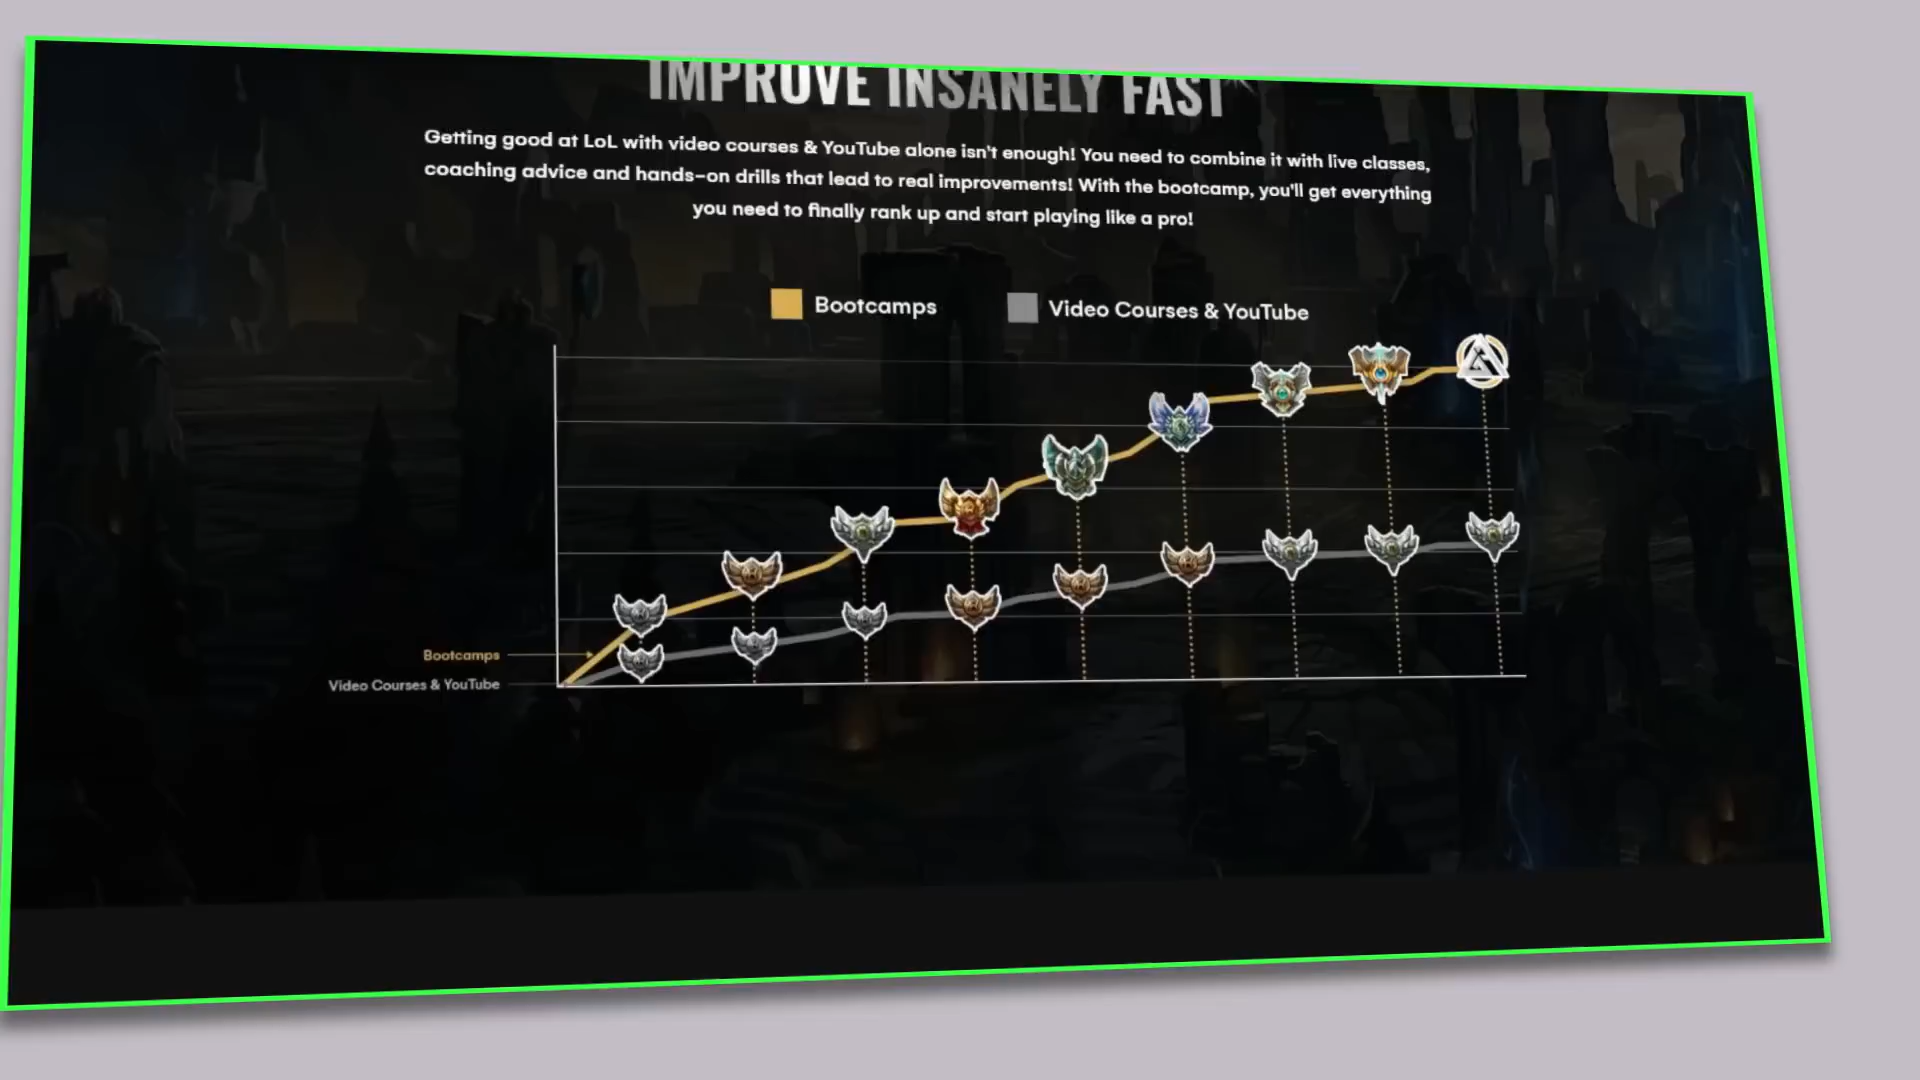 IMPROVE INSANELY FAST
Getting good at LoL with video courses & YouTube alone isn't enough! You need to combine it with live classes,
coaching advice and hands-on drills that lead to real improvements! With the bootcamp, you'll get everything
you need to finally rank up and start playing like a pro!
Bootcamps
Video Courses & YouTube
Bootcamps
Video Courses & YouTube